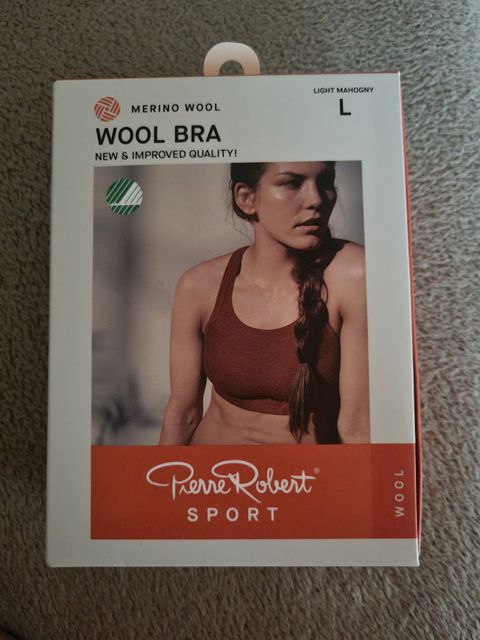 LIGHT MAHOGNY
L
MERINO WOOL
WOOL BRA
NEW & IMPROVED QUALITY!
Pierre Robert®
SPORT
WOOL